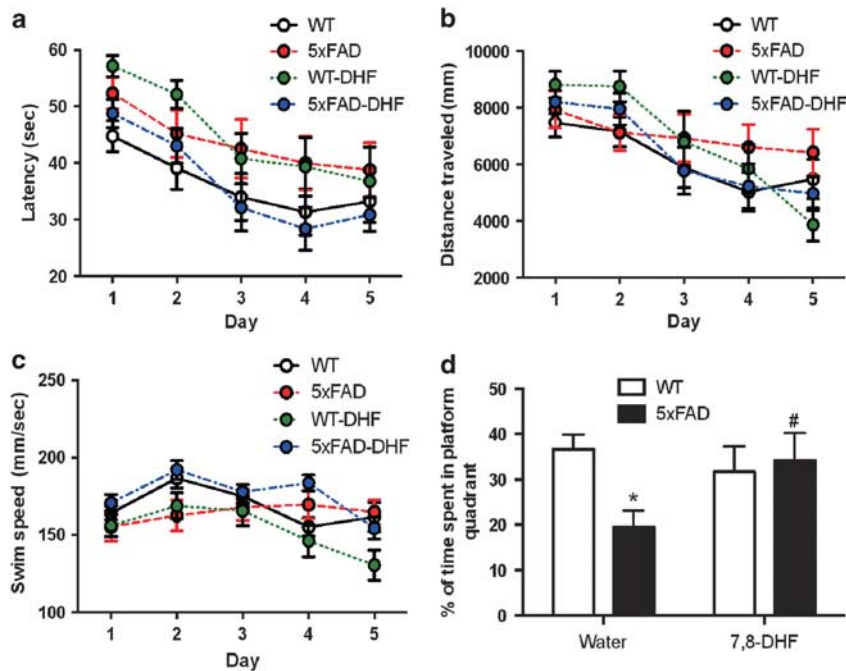 a
Latency (sec)
60
50
40
30
20
1 2 3 4 5
Day
WT
5xFAD
WT-DHF
5xFAD-DHF
b
Distance traveled (mm)
10000
8000
6000
4000
2000
1 2 3 4 5
Day
WT
5xFAD
WT-DHF
5xFAD-DHF
c
Swim speed (mm/sec)
250
200
150
100
1 2 3 4 5
Day
WT
5xFAD
WT-DHF
5xFAD-DHF
d
% of time spent in platform
quadrant
50
40
30
20
10
0
WT
5xFAD
*
#
Water 7,8-DHF